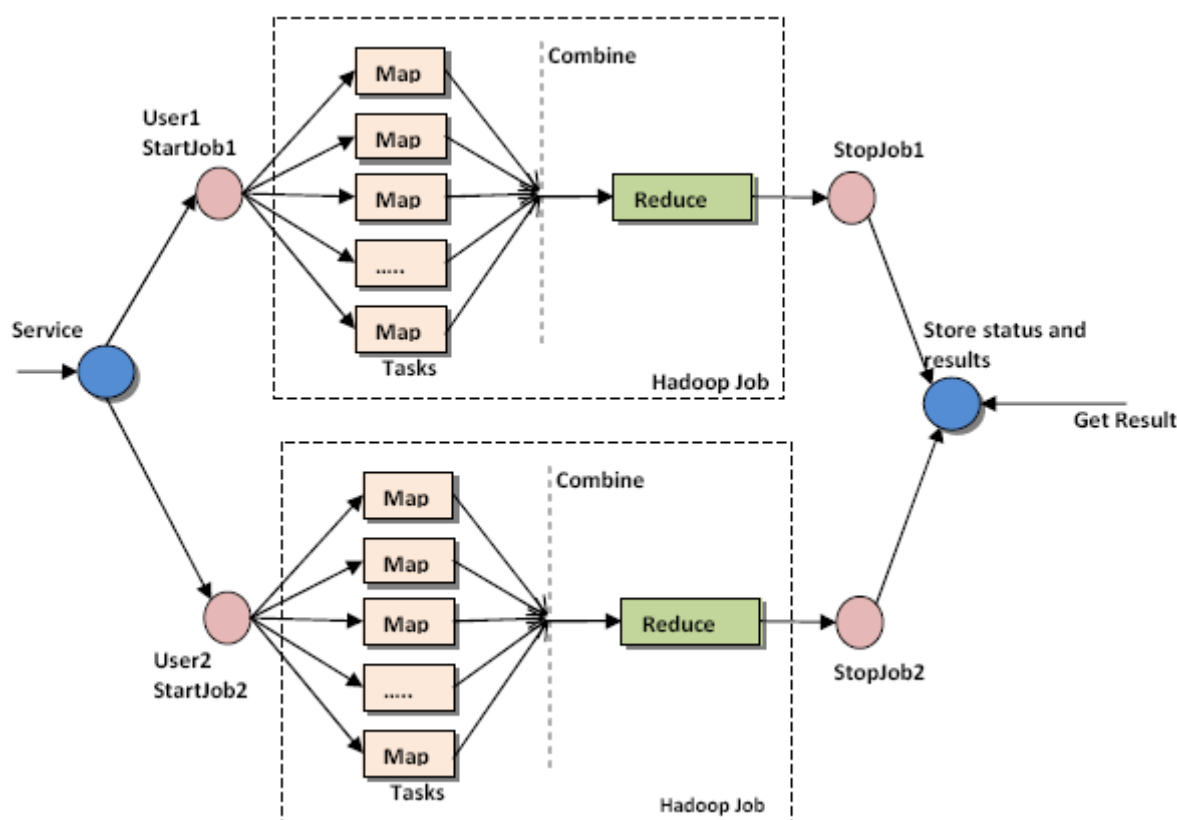 Combine
Map
User1
StartJob1
Map
StopJob1
Map
Reduce
.....
Service
Map
Store status and
results
Tasks
Hadoop Job
Get Result
Combine
Map
Map
Map
Reduce
User2
StartJob2
.....
StopJob2
Map
Tasks
Hadoop Job